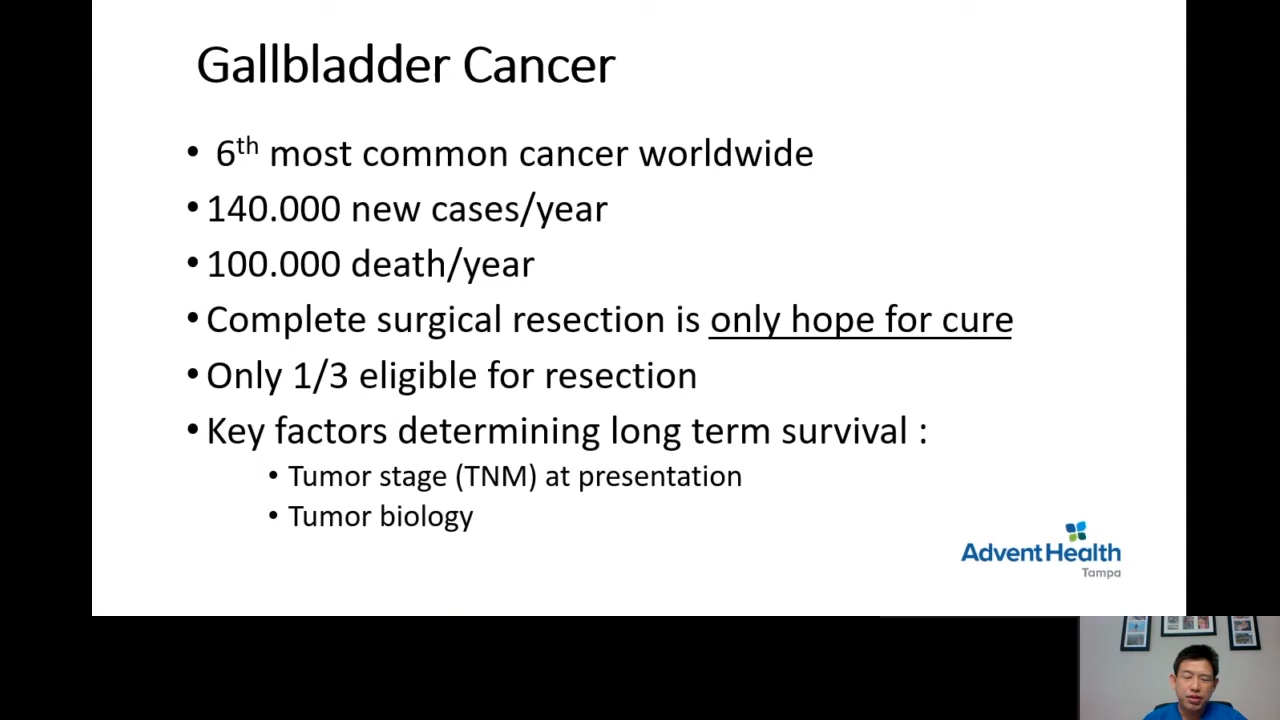 Gallbladder Cancer
• 6th most common cancer worldwide
• 140.000 new cases/year
• 100.000 death/year
• Complete surgical resection is only hope for cure
• Only 1/3 eligible for resection
• Key factors determining long term survival :
• Tumor stage (TNM) at presentation
• Tumor biology
AdventHealth
Tampa